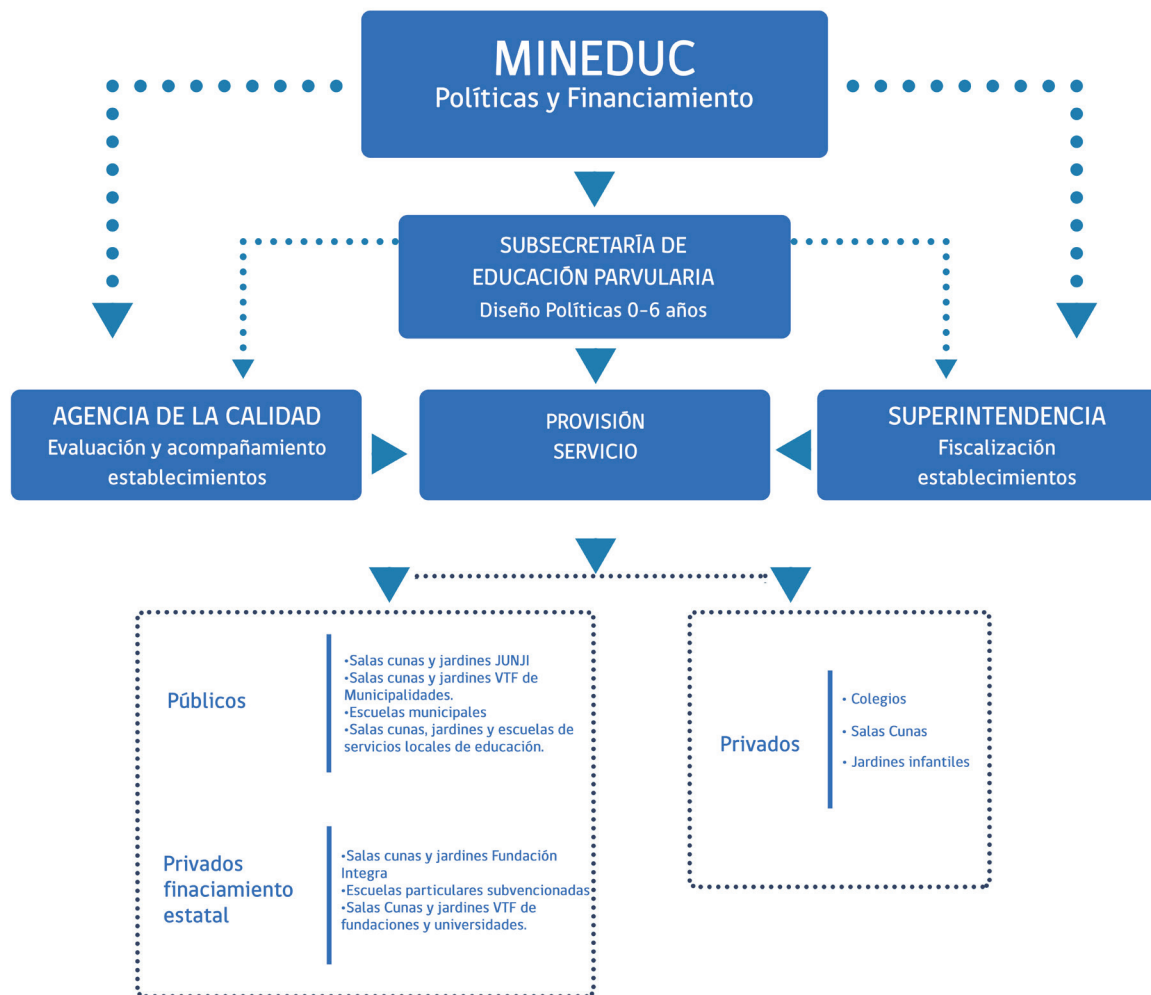 MINEDUC
Políticas y Financiamiento
SUBSECRETARÍA DE
EDUCACIÓN PARVULARIA
Diseño Políticas 0-6 años
AGENCIA DE LA CALIDAD
Evaluación y acompañamiento
establecimientos
PROVISIÓN
SERVICIO
SUPERINTENDENCIA
Fiscalización
establecimientos
Públicos
•Salas cunas y jardines JUNJI
•Salas cunas y jardines VTF de
Municipalidades.
•Escuelas municipales
•Salas cunas, jardines y escuelas de
servicios locales de educación.
Privados
finaciamiento
estatal
•Salas cunas y jardines Fundación
Integra
•Escuelas particulares subvencionadas
•Salas Cunas y jardines VTF de
fundaciones y universidades.
Privados
• Colegios
• Salas Cunas
• Jardines infantiles